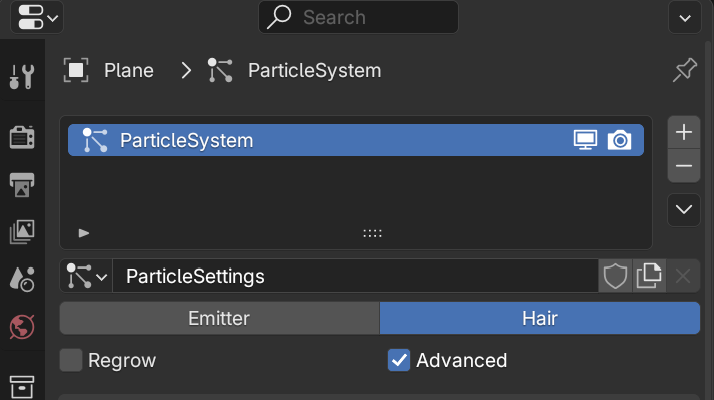 Search
Plane ParticleSystem
ParticleSystem
ParticleSettings
Emitter Hair
Regrow Advanced